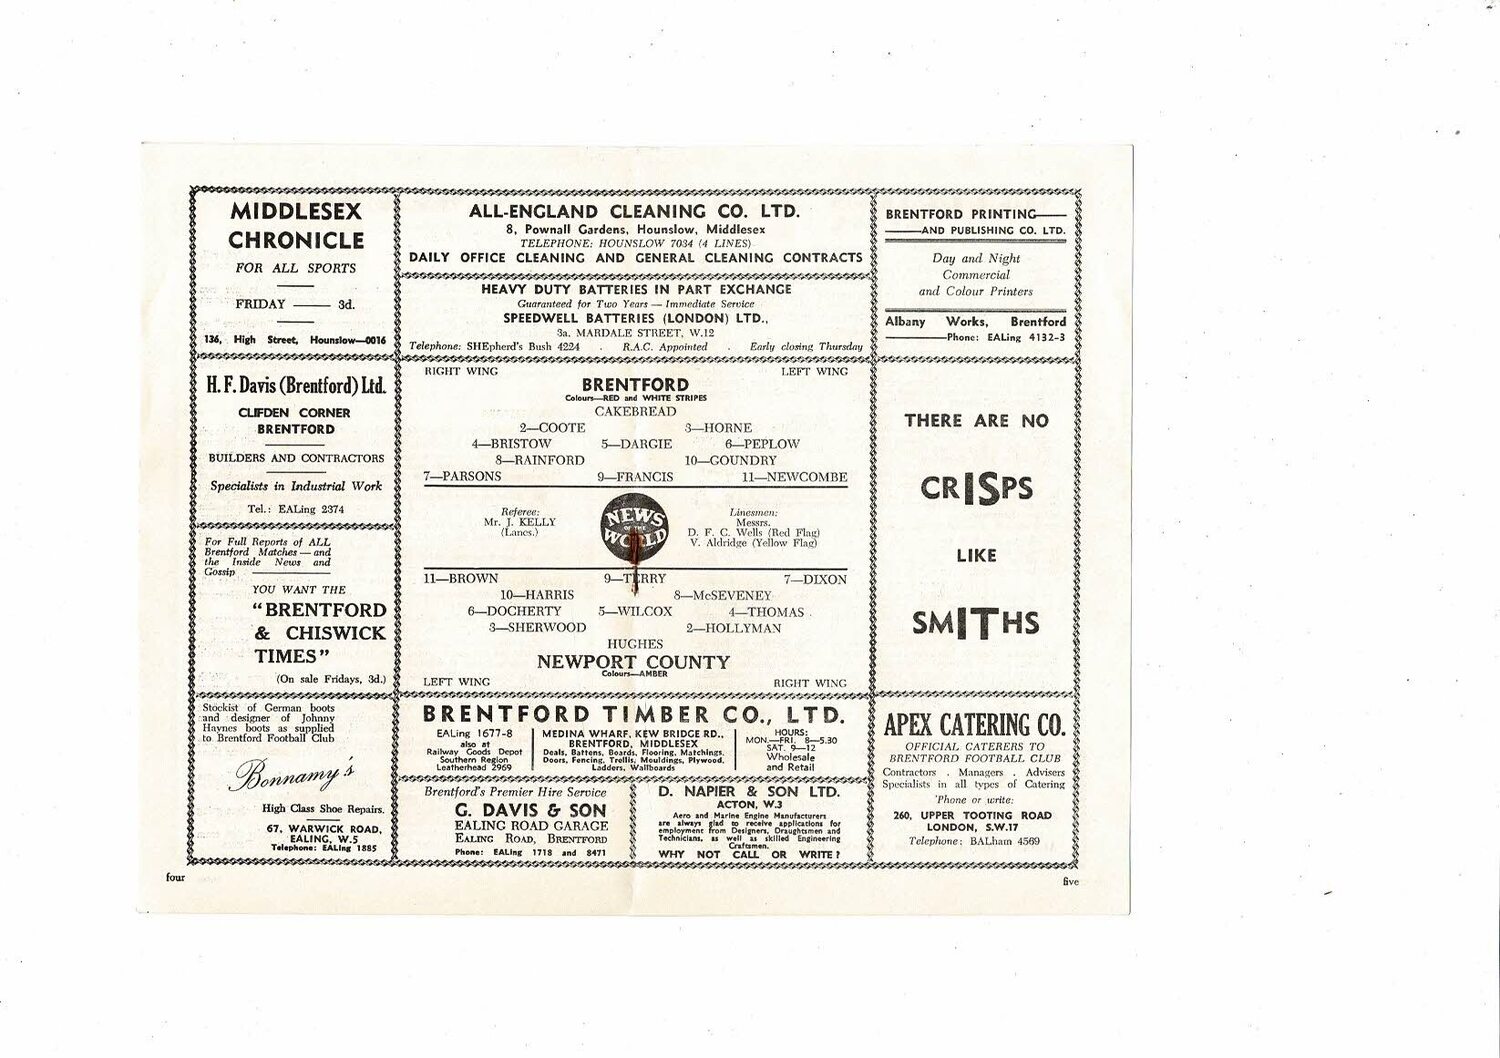 MIDDLESEX
CHRONICLE
FOR ALL SPORTS
FRIDAY —— 3d.
136, High Street, Hounslow—0016
H. F. Davis (Brentford) Ltd.
CLIFDEN CORNER
BRENTFORD
BUILDERS AND CONTRACTORS
Specialists in Industrial Work
Tel.: EALing 2374
For Full Reports of ALL
Brentford Matches — and
the Inside News and
Gossip
YOU WANT THE
“BRENTFORD
& CHISWICK
TIMES”
(On sale Fridays, 3d.)
Stockist of German boots
and designer of Johnny
Haynes boots as supplied
to Brentford Football Club
Bonnamy's
High Class Shoe Repairs.
67, WARWICK ROAD,
EALING, W.5
Telephone: EALing 1885
ALL-ENGLAND CLEANING CO. LTD.
8, Pownall Gardens, Hounslow, Middlesex
TELEPHONE: HOUNSLOW 7034 (4 LINES)
DAILY OFFICE CLEANING AND GENERAL CLEANING CONTRACTS
HEAVY DUTY BATTERIES IN PART EXCHANGE
Guaranteed for Two Years — Immediate Service
SPEEDWELL BATTERIES (LONDON) LTD.,
3a. MARDALE STREET, W.12
Telephone: SHEpherd's Bush 4224 . R.A.C. Appointed . Early closing Thursday
RIGHT WING LEFT WING
BRENTFORD
Colours—RED and WHITE STRIPES
CAKEBREAD
2—COOTE 3—HORNE
4—BRISTOW 5—DARGIE 6—PEPLOW
8—RAINFORD 10—GOUNDRY
7—PARSONS 9—FRANCIS 11—NEWCOMBE
Referee:
Mr. J. KELLY
(Lancs.)
NEWS
OF THE
WORLD
Linesmen:
Messrs.
D. F. C. Wells (Red Flag)
V. Aldridge (Yellow Flag)
11—BROWN 9—TERRY 7—DIXON
10—HARRIS 8—McSEVENEY
6—DOCHERTY 5—WILCOX 4—THOMAS
3—SHERWOOD 2—HOLLYMAN
HUGHES
NEWPORT COUNTY
Colours—AMBER
LEFT WING RIGHT WING
BRENTFORD TIMBER CO., LTD.
EALing 1677-8
also at
Railway Goods Depot
Southern Region
Leatherhead 2969
MEDINA WHARF, KEW BRIDGE RD.,
BRENTFORD, MIDDLESEX
Deals, Battens, Boards, Flooring, Matchings,
Doors, Fencing, Trellis, Mouldings, Plywood,
Ladders, Wallboards
HOURS:
MON.—FRI. 8—5.30
SAT. 9—12
Wholesale
and Retail
Brentford's Premier Hire Service
G. DAVIS & SON
EALING ROAD GARAGE
EALING ROAD, BRENTFORD
Phone: EALing 1718 and 8471
D. NAPIER & SON LTD.
ACTON, W.3
Aero and Marine Engine Manufacturers
are always glad to receive applications for
employment from Designers, Draughtsmen and
Technicians, as well as skilled Engineering
Craftsmen.
WHY NOT CALL OR WRITE?
BRENTFORD PRINTING——
——AND PUBLISHING CO. LTD.
Day and Night
Commercial
and Colour Printers
Albany Works, Brentford
——Phone: EALing 4132-3
THERE ARE NO
CRISPS
LIKE
SMITHS
APEX CATERING CO.
OFFICIAL CATERERS TO
BRENTFORD FOOTBALL CLUB
Contractors . Managers . Advisers
Specialists in all types of Catering
'Phone or write:
260, UPPER TOOTING ROAD
LONDON, S.W.17
Telephone: BALham 4569
four
five